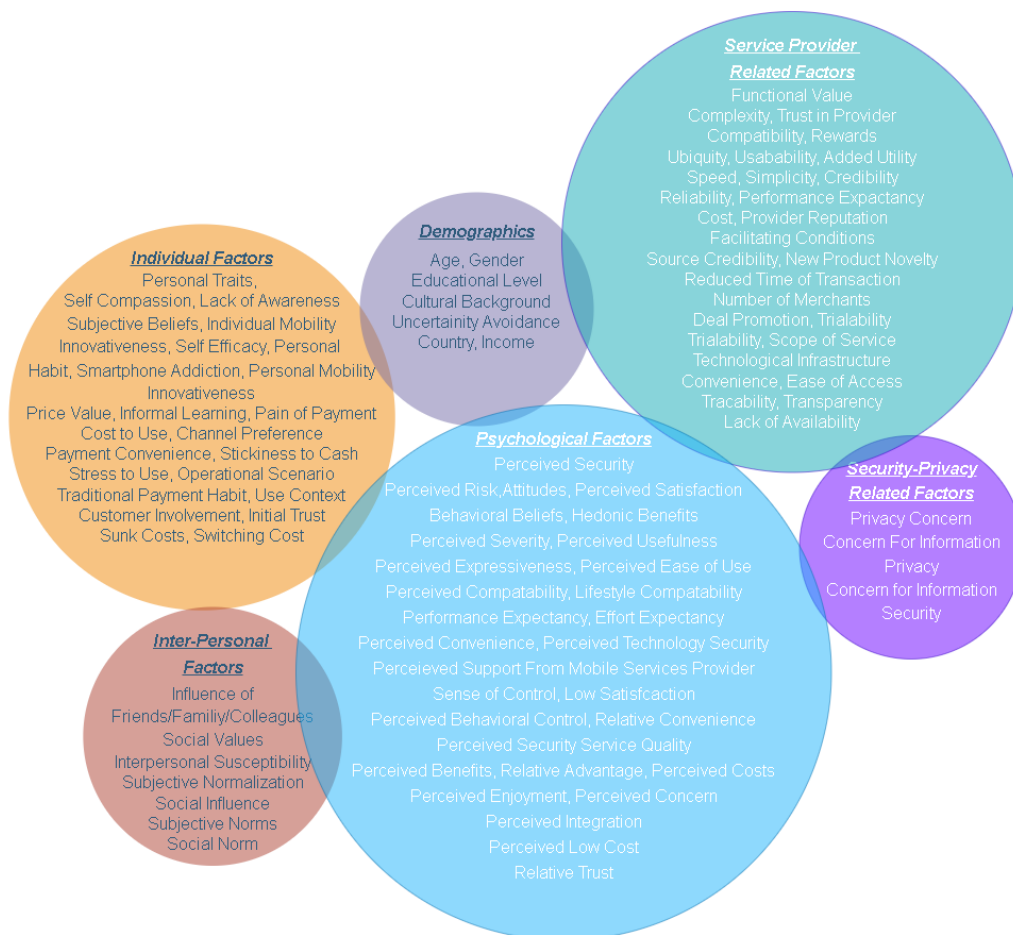 Service Provider
Related Factors
Functional Value
Complexity, Trust in Provider
Compatibility, Rewards
Ubiquity, Usabability, Added Utility
Speed, Simplicity, Credibility
Reliability, Performance Expactancy
Cost, Provider Reputation
Facilitating Conditions
Source Credibility, New Product Novelty
Reduced Time of Transaction
Number of Merchants
Deal Promotion, Trialability
Trialability, Scope of Service
Technological Infrastructure
Convenience, Ease of Access
Tracability, Transparency
Lack of Availability
Demographics
Age, Gender
Educational Level
Cultural Background
Uncertainity Avoidance
Country, Income
Individual Factors
Personal Traits,
Self Compassion, Lack of Awareness
Subjective Beliefs, Individual Mobility
Innovativeness, Self Efficacy, Personal
Habit, Smartphone Addiction, Personal Mobility
Innovativeness
Price Value, Informal Learning, Pain of Payment
Cost to Use, Channel Preference
Payment Convenience, Stickiness to Cash
Stress to Use, Operational Scenario
Traditional Payment Habit, Use Context
Customer Involvement, Initial Trust
Sunk Costs, Switching Cost
Psychological Factors
Perceived Security
Perceived Risk,Attitudes, Perceived Satisfaction
Behavioral Beliefs, Hedonic Benefits
Perceived Severity, Perceived Usefulness
Perceived Expressiveness, Perceived Ease of Use
Perceived Compatability, Lifestyle Compatability
Performance Expectancy, Effort Expectancy
Perceived Convenience, Perceived Technology Security
Perceieved Support From Mobile Services Provider
Sense of Control, Low Satisfcaction
Perceived Behavioral Control, Relative Convenience
Perceived Security Service Quality
Perceived Benefits, Relative Advantage, Perceived Costs
Perceived Enjoyment, Perceived Concern
Perceived Integration
Perceived Low Cost
Relative Trust
Security-Privacy
Related Factors
Privacy Concern
Concern For Information
Privacy
Concern for Information
Security
Inter-Personal
Factors
Influence of
Friends/Familiy/Colleagues
Social Values
Interpersonal Susceptibility
Subjective Normalization
Social Influence
Subjective Norms
Social Norm